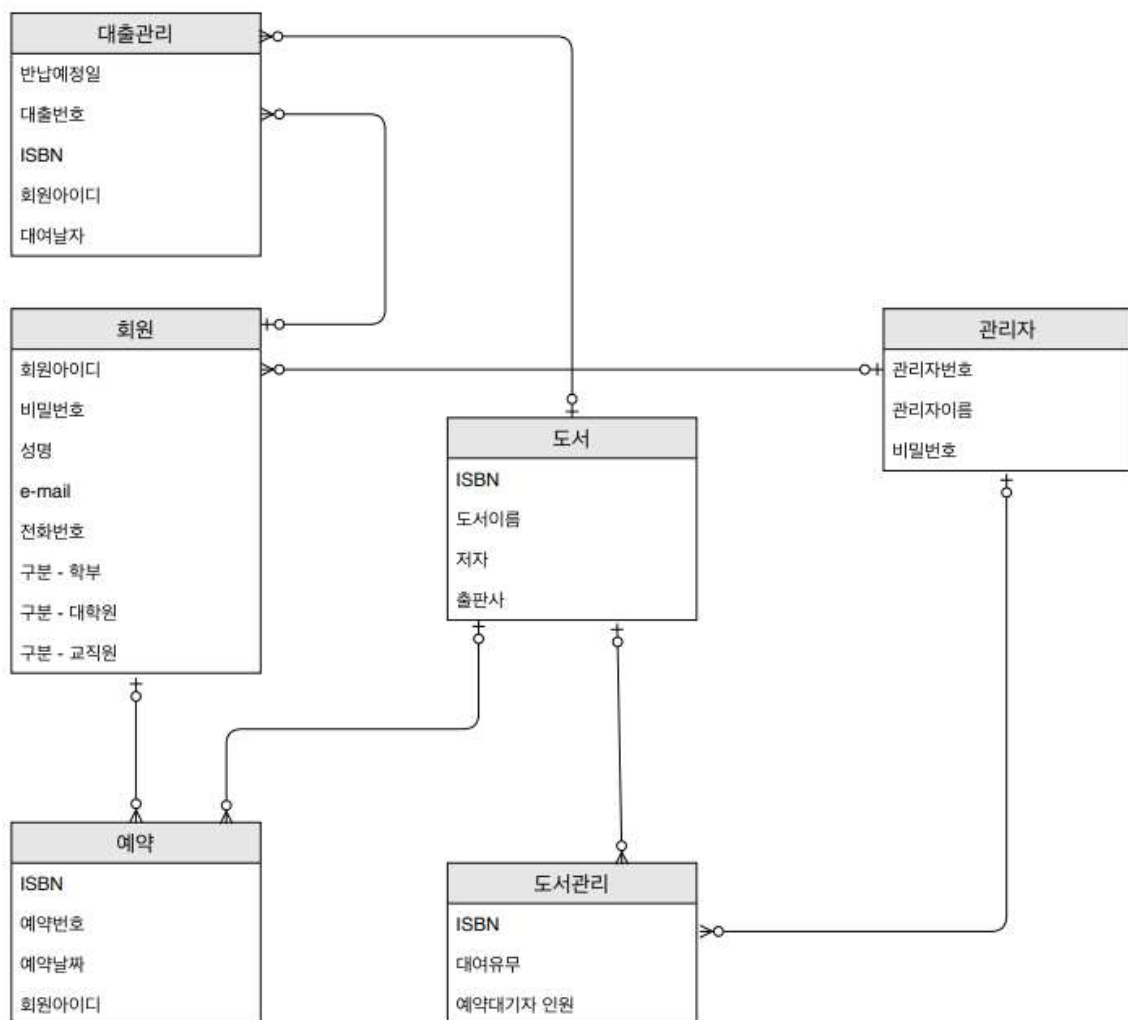 대출관리
반납예정일
대출번호
ISBN
회원아이디
대여날자
회원
회원아이디
비밀번호
성명
e-mail
전화번호
구분 - 학부
구분 - 대학원
구분 - 교직원
관리자
관리자번호
관리자이름
비밀번호
도서
ISBN
도서이름
저자
출판사
예약
ISBN
예약번호
예약날짜
회원아이디
도서관리
ISBN
대여유무
예약대기자 인원